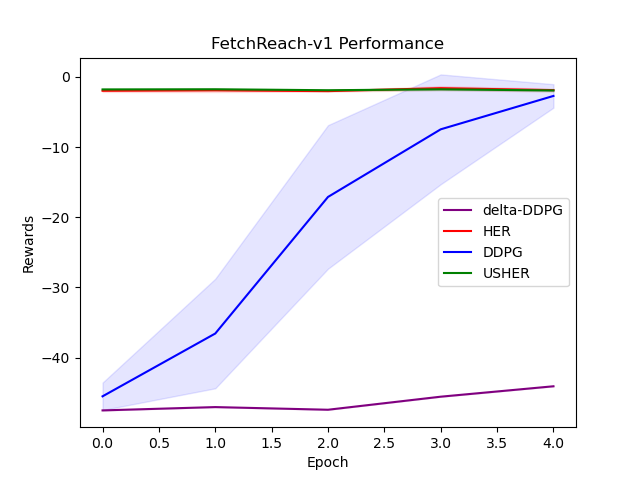 FetchReach-v1 Performance
0
−10
−20
−30
−40
Rewards
delta-DDPG
HER
DDPG
USHER
0.0 0.5 1.0 1.5 2.0 2.5 3.0 3.5 4.0
Epoch